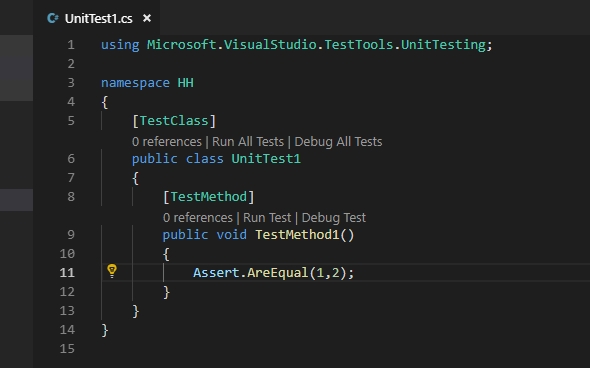 UnitTest1.cs ×
1 using Microsoft.VisualStudio.TestTools.UnitTesting;
2
3 namespace HH
4 {
5 [TestClass]
0 references | Run All Tests | Debug All Tests
6 public class UnitTest1
7 {
8 [TestMethod]
0 references | Run Test | Debug Test
9 public void TestMethod1()
10 {
11 Assert.AreEqual(1,2);
12 }
13 }
14 }
15